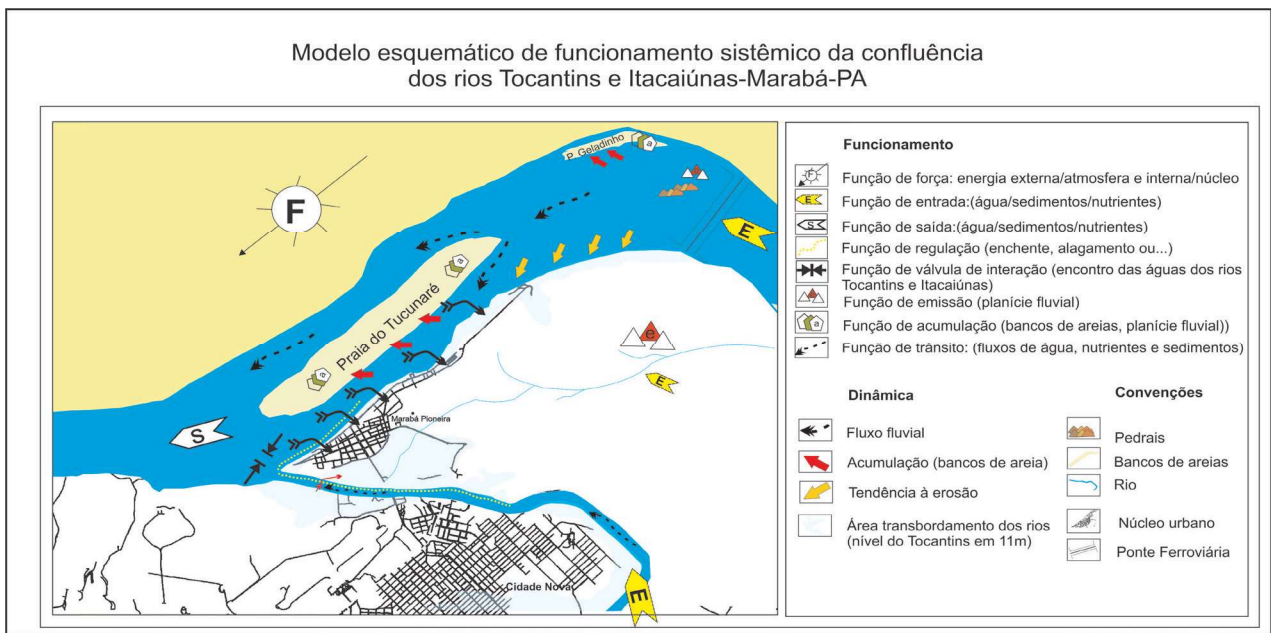 Modelo esquemático de funcionamento sistêmico da confluência
dos rios Tocantins e Itacaiúnas-Marabá-PA
F
P. Geladinho
a
e
E
Praia do Tucunaré
a
a
e
E
S
Marabá Pioneira
Cidade Nova
E
Funcionamento
F
Função de força: energia externa/atmosfera e interna/núcleo
E
Função de entrada:(água/sedimentos/nutrientes)
S
Função de saída:(água/sedimentos/nutrientes)
Função de regulação (enchente, alagamento ou...)
Função de válvula de interação (encontro das águas dos rios
Tocantins e Itacaiúnas)
Função de emissão (planície fluvial)
a
Função de acumulação (bancos de areias, planície fluvial))
Função de trânsito: (fluxos de água, nutrientes e sedimentos)
Dinâmica
Fluxo fluvial
Acumulação (bancos de areia)
Tendência à erosão
Área transbordamento dos rios
(nível do Tocantins em 11m)
Convenções
Pedrais
Bancos de areias
Rio
Núcleo urbano
Ponte Ferroviária